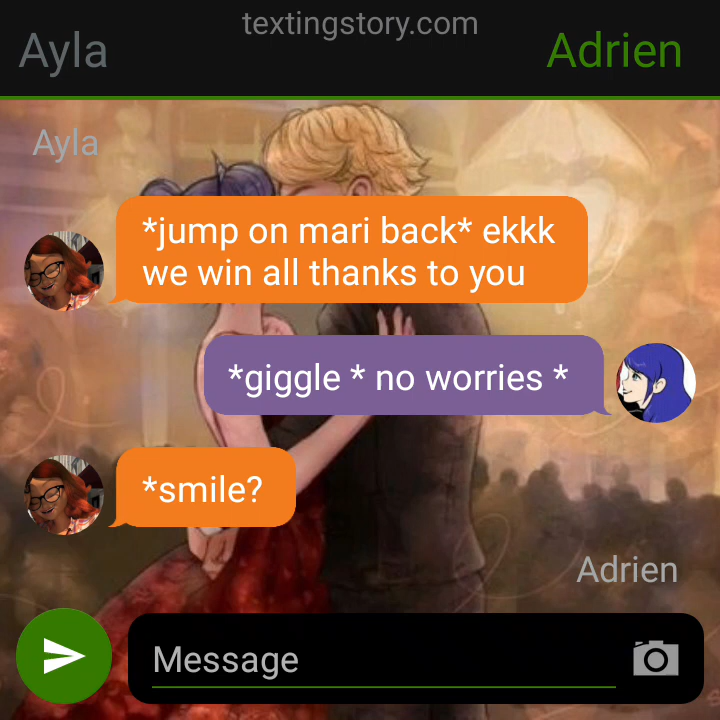 textingstory.com
Ayla
Adrien
Ayla
*jump on mari back* ekkk
we win all thanks to you
*giggle * no worries *
*smile?
Adrien
Message